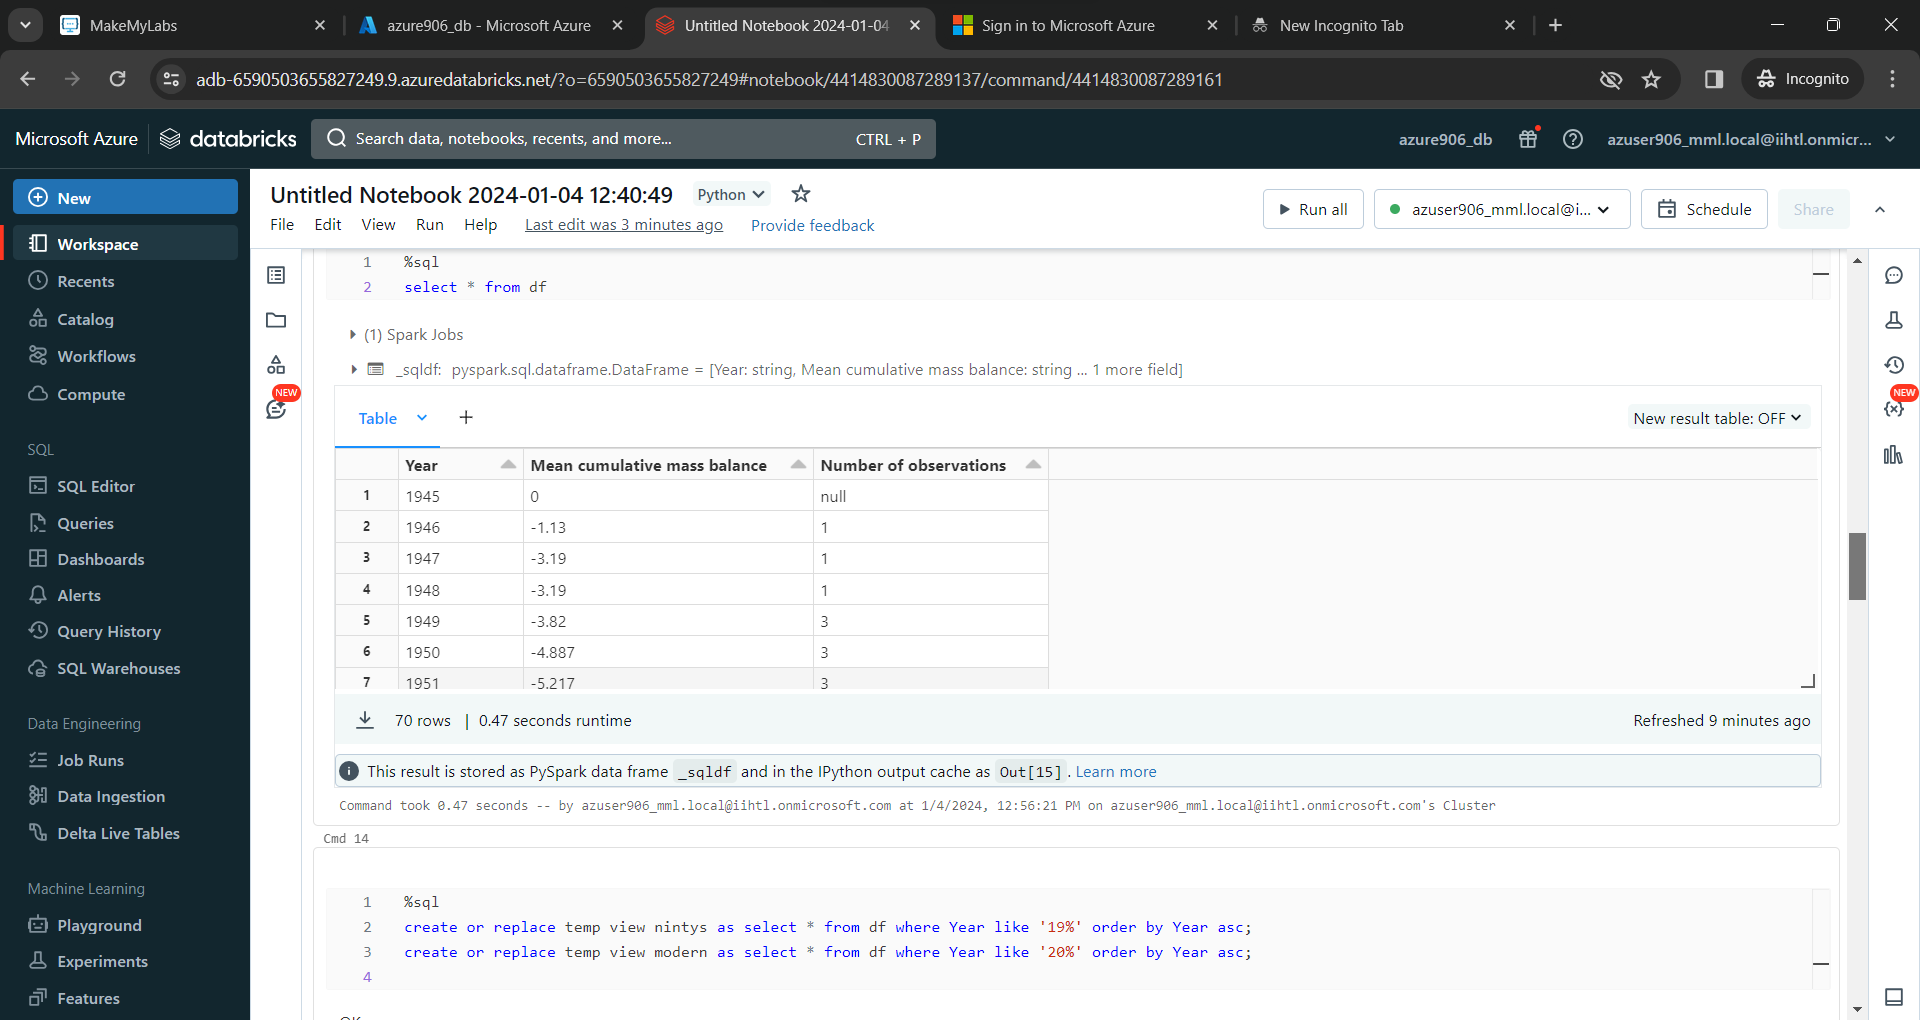 MakeMyLabs
azure906_db - Microsoft Azure
Untitled Notebook 2024-01-04
Sign in to Microsoft Azure
New Incognito Tab
adb-6590503655827249.9.azuredatabricks.net/?o=6590503655827249#notebook/4414830087289137/command/4414830087289161
Incognito
Microsoft Azure
databricks
Search data, notebooks, recents, and more...
CTRL + P
azure906_db
azuser906_mml.local@iihtl.onmicr...
New
Workspace
Recents
Catalog
Workflows
Compute
SQL
SQL Editor
Queries
Dashboards
Alerts
Query History
SQL Warehouses
Data Engineering
Job Runs
Data Ingestion
Delta Live Tables
Machine Learning
Playground
Experiments
Features
Untitled Notebook 2024-01-04 12:40:49
Python
File Edit View Run Help Last edit was 3 minutes ago Provide feedback
Run all
azuser906_mml.local@i...
Schedule
Share
NEW
NEW
1 %sql
2 select * from df
(1) Spark Jobs
_sqldf: pyspark.sql.dataframe.DataFrame = [Year: string, Mean cumulative mass balance: string ... 1 more field]
Table
+
New result table: OFF
Year Mean cumulative mass balance Number of observations
1 1945 0 null
2 1946 -1.13 1
3 1947 -3.19 1
4 1948 -3.19 1
5 1949 -3.82 3
6 1950 -4.887 3
7 1951 -5.217 3
70 rows | 0.47 seconds runtime
Refreshed 9 minutes ago
This result is stored as PySpark data frame _sqldf and in the IPython output cache as Out[15] . Learn more
Command took 0.47 seconds -- by azuser906_mml.local@iihtl.onmicrosoft.com at 1/4/2024, 12:56:21 PM on azuser906_mml.local@iihtl.onmicrosoft.com's Cluster
Cmd 14
1 %sql
2 create or replace temp view nintys as select * from df where Year like '19%' order by Year asc;
3 create or replace temp view modern as select * from df where Year like '20%' order by Year asc;
4
OK